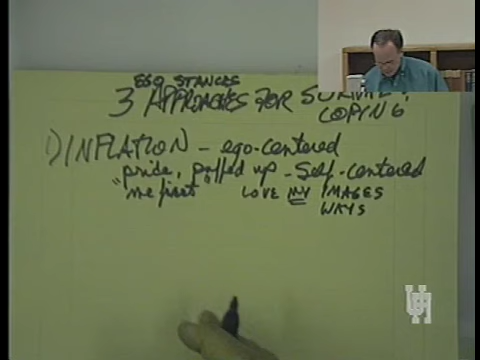 EGO STANCES
3 APPROACHES FOR SURVIVAL,
COPING
1) INFLATION - ego-centered
pride, puffed up - Self-centered
"me first" LOVE MY IMAGES
WAYS
UH